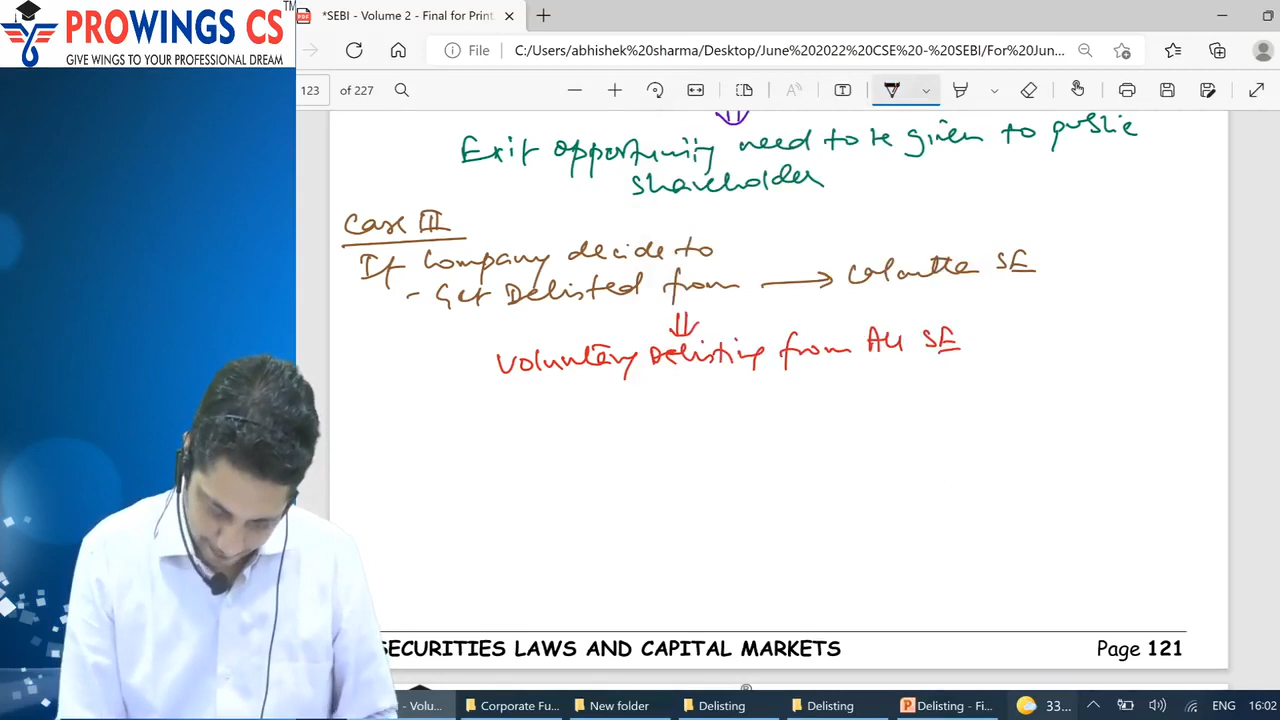 PROWINGS CS™
GIVE WINGS TO YOUR PROFESSIONAL DREAM
*SEBI - Volume 2 - Final for Print
File C:/Users/abhishek%20sharma/Desktop/June%202022%20CSE%20-%20SEBI/For%20Jun...
123 of 227
Exit opportunity need to be given to public
shareholder
Case III
If Company decide to
- Get Delisted from → Calcutta SE
Voluntary Delisting from All SE
SECURITIES LAWS AND CAPITAL MARKETS Page 121
- Volu... Corporate Fu... New folder Delisting Delisting Delisting - Fi... 33... ENG 16:02